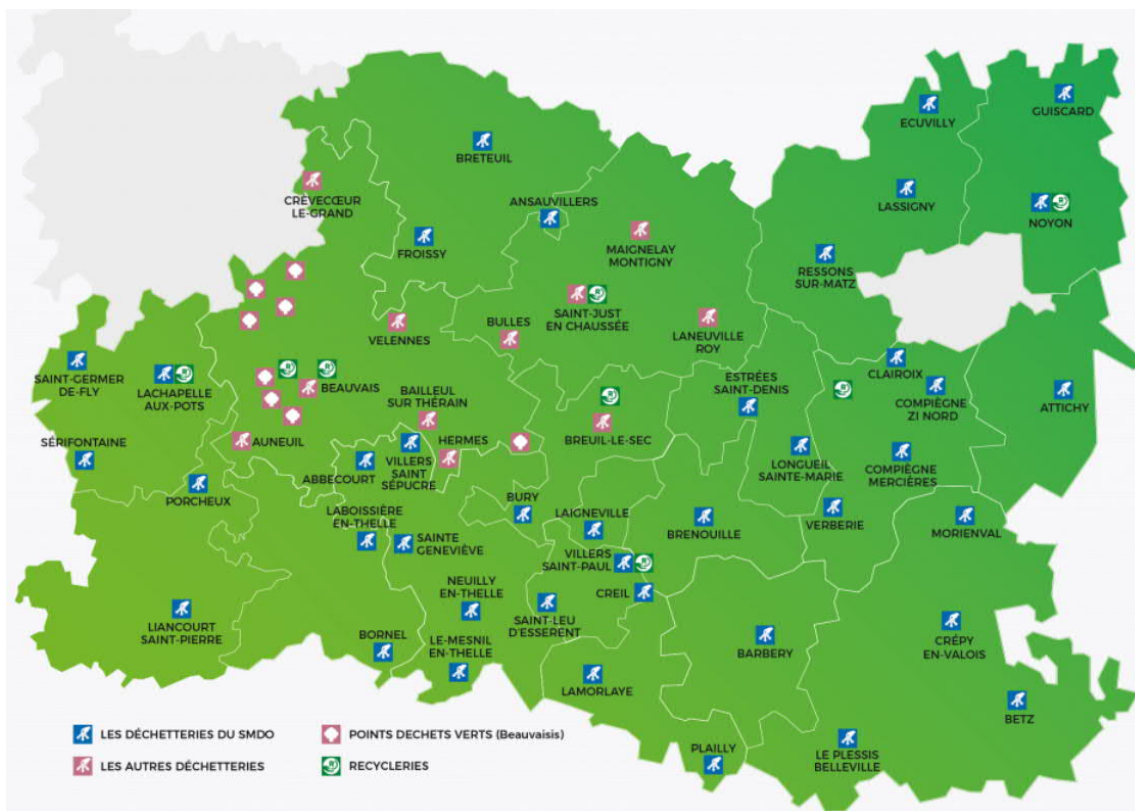 GUISCARD
ECUVILLY
BRETEUIL
CRÈVECŒUR
LE-GRAND
ANSAUVILLERS
LASSIGNY
NOYON
FROISSY
MAIGNELAY
MONTIGNY
RESSONS
SUR-MATZ
SAINT-JUST
EN CHAUSSÉE
VELENNES
BULLES
LANEUVILLE
ROY
SAINT-GERMER
DE-FLY
LACHAPELLE
AUX-POTS
BEAUVAIS
BAILLEUL
SUR THÉRAIN
ESTRÉES
SAINT-DENIS
CLAIROIX
COMPIÈGNE
ZI NORD
ATTICHY
SÉRIFONTAINE
AUNEUIL
HERMES
BREUIL-LE-SEC
ABBECOURT
VILLERS
SAINT
SÉPUCRE
LONGUEIL
SAINTE-MARIE
COMPIÈGNE
MERCIÈRES
PORCHEUX
BURY
LABOISSIÈRE
EN-THELLE
LAIGNEVILLE
BRENOUILLE
VERBERIE
MORIENVAL
SAINTE
GENEVIÈVE
VILLERS
SAINT-PAUL
NEUILLY
EN-THELLE
CREIL
LIANCOURT
SAINT-PIERRE
SAINT-LEU
D'ESSERENT
BORNEL
LE-MESNIL
EN-THELLE
BARBERY
CRÉPY
EN-VALOIS
LAMORLAYE
BETZ
PLAILLY
LE PLESSIS
BELLEVILLE
LES DÉCHETTERIES DU SMDO
POINTS DECHETS VERTS (Beauvaisis)
LES AUTRES DÉCHETTERIES
RECYCLERIES